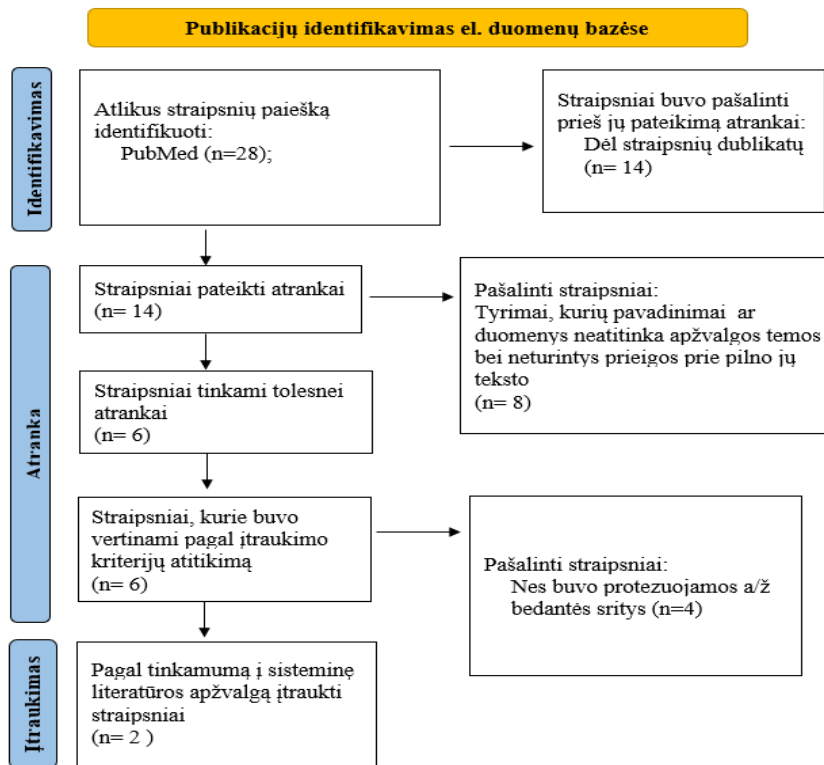 Publikacijų identifikavimas el. duomenų bazėse
Identifikavimas
Atlikus straipsnių paiešką
identifikuoti:
PubMed (n=28);
Straipsniai buvo pašalinti
prieš jų pateikimą atrankai:
Dėl straipsnių dublikatų
(n= 14)
Atranka
Straipsniai pateikti atrankai
(n= 14)
Pašalinti straipsniai:
Tyrimai, kurių pavadinimai ar
duomenys neatitinka apžvalgos temos
bei neturintys prieigos prie pilno jų
teksto
(n= 8)
Straipsniai tinkami tolesnei
atrankai
(n= 6)
Straipsniai, kurie buvo
vertinami pagal įtraukimo
kriterijų atitikimą
(n= 6)
Pašalinti straipsniai:
Nes buvo protezuojamos a/ž
bedantės sritys (n=4)
Įtraukimas
Pagal tinkamumą į sisteminę
literatūros apžvalgą įtraukti
straipsniai
(n= 2 )